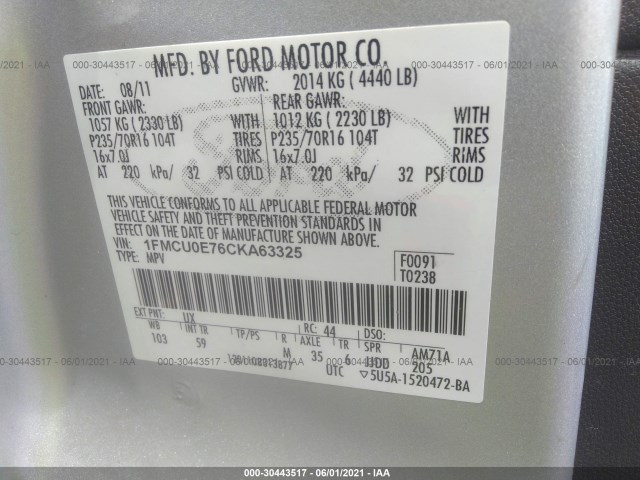 000-30443517 - 06/01/2021 - IAA
MFD. BY FORD MOTOR CO.
DATE: 08/11 GVWR: 2014 KG ( 4440 LB)
FRONT GAWR: REAR GAWR:
1057 KG ( 2330 LB) WITH 1012 KG ( 2230 LB) WITH
P235/70R16 104T TIRES P235/70R16 104T TIRES
16x7.0J RIMS 16x7.0J RIMS
AT 220 kPa/ 32 PSI COLD AT 220 kPa/ 32 PSI COLD
THIS VEHICLE CONFORMS TO ALL APPLICABLE FEDERAL MOTOR
VEHICLE SAFETY AND THEFT PREVENTION STANDARDS IN
EFFECT ON THE DATE OF MANUFACTURE SHOWN ABOVE.
VIN: 1FMCU0E76CKA63325
TYPE: MPV
F0091
T0238
EXT PNT: UX RC: 44 DSO:
WB INT TR TP/PS R AXLE TR SPR AM71A
103 59 M 35 6 JJDD 205
UTC ▽5U5A-1520472-BA
000-30443517 - 06/01/2021 - IAA